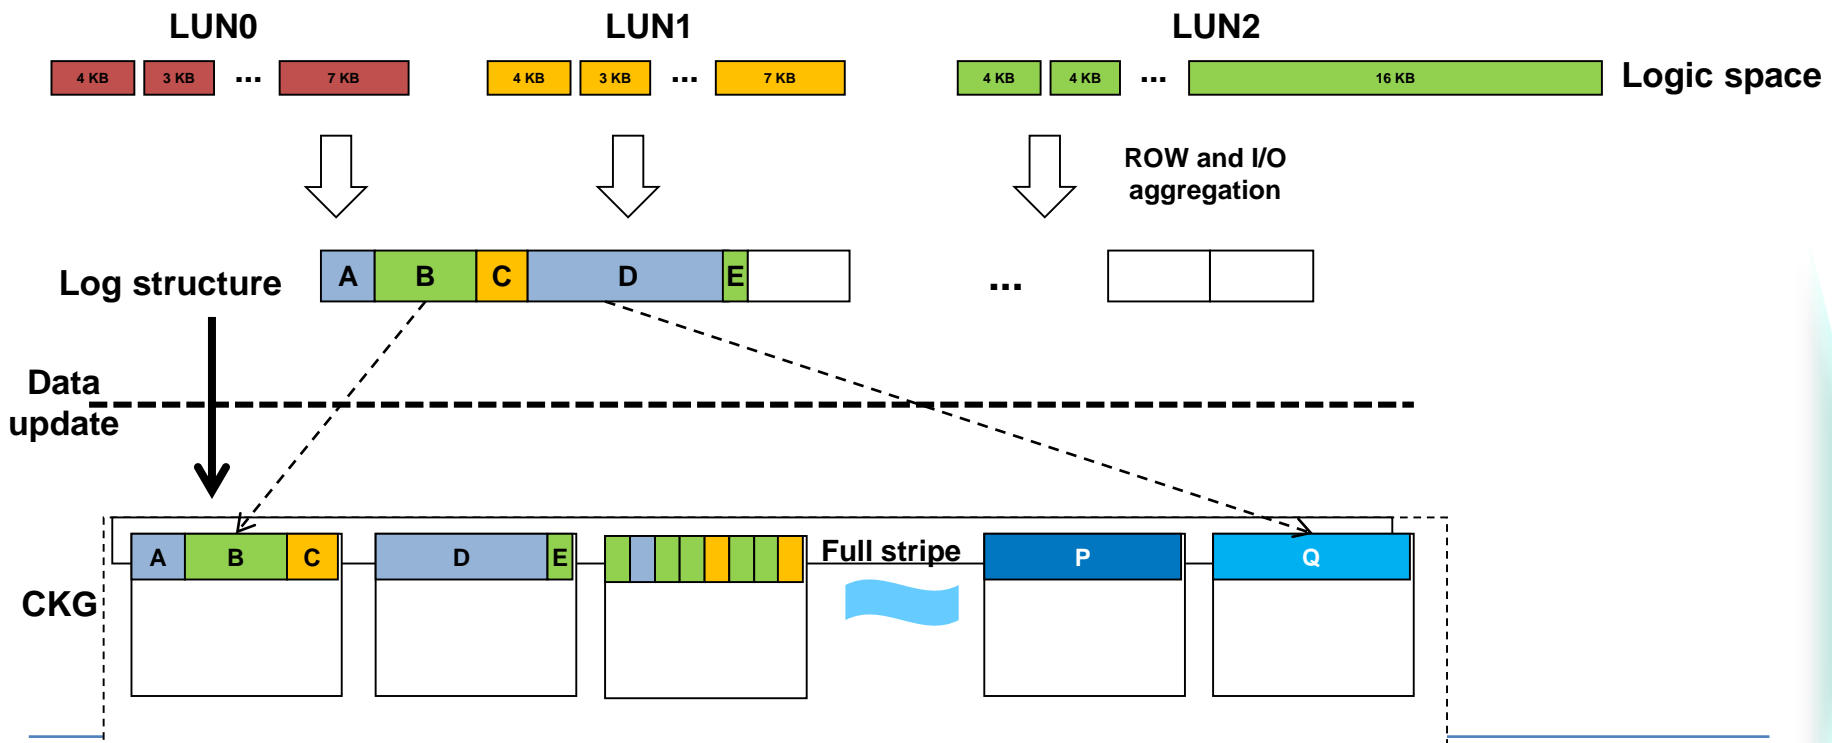 LUN0
LUN1
LUN2
4 KB
3 KB
...
7 KB
4 KB
3 KB
...
7 KB
4 KB
4 KB
...
16 KB
Logic space
ROW and I/O
aggregation
Log structure
A
B
C
D
E
...
Data
update
A
B
C
D
E
Full stripe
P
Q
CKG